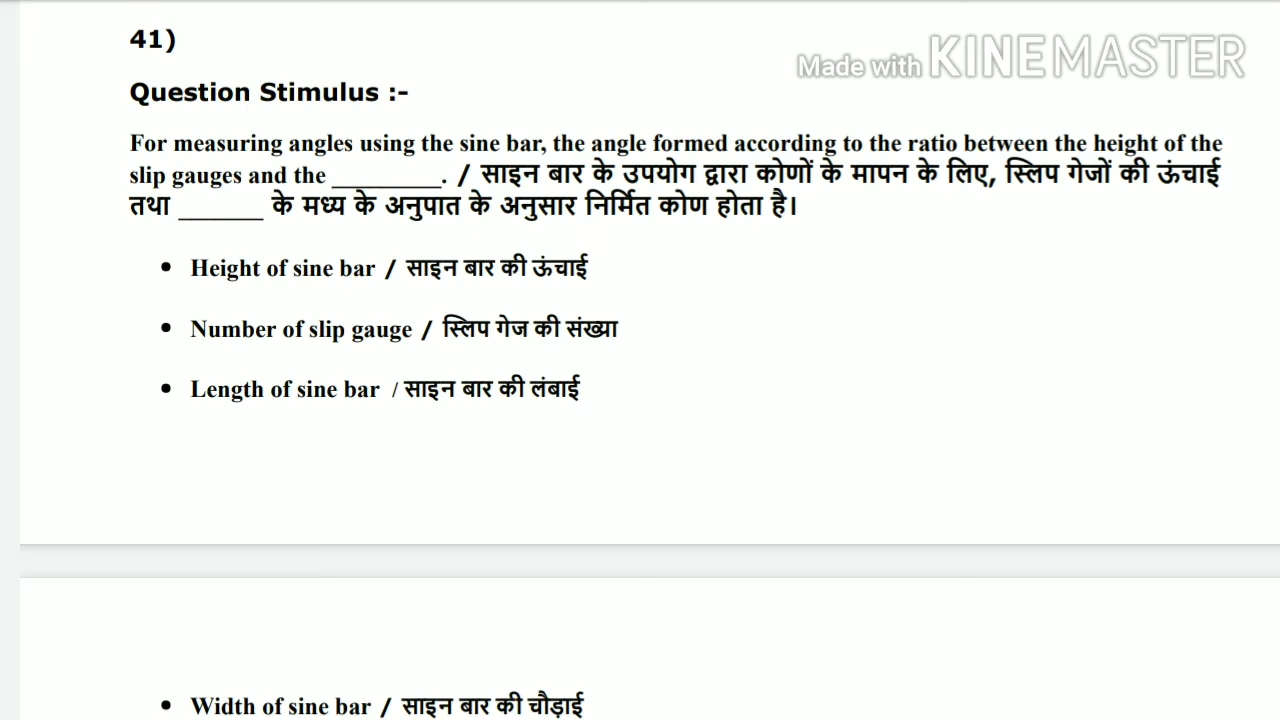 41)
Made with KINEMASTER
Question Stimulus :-
For measuring angles using the sine bar, the angle formed according to the ratio between the height of the
slip gauges and the _________. / साइन बार के उपयोग द्वारा कोणों के मापन के लिए, स्लिप गेजों की ऊंचाई
तथा _______ के मध्य के अनुपात के अनुसार निर्मित कोण होता है।
• Height of sine bar / साइन बार की ऊंचाई
• Number of slip gauge / स्लिप गेज की संख्या
• Length of sine bar / साइन बार की लंबाई
• Width of sine bar / साइन बार की चौड़ाई